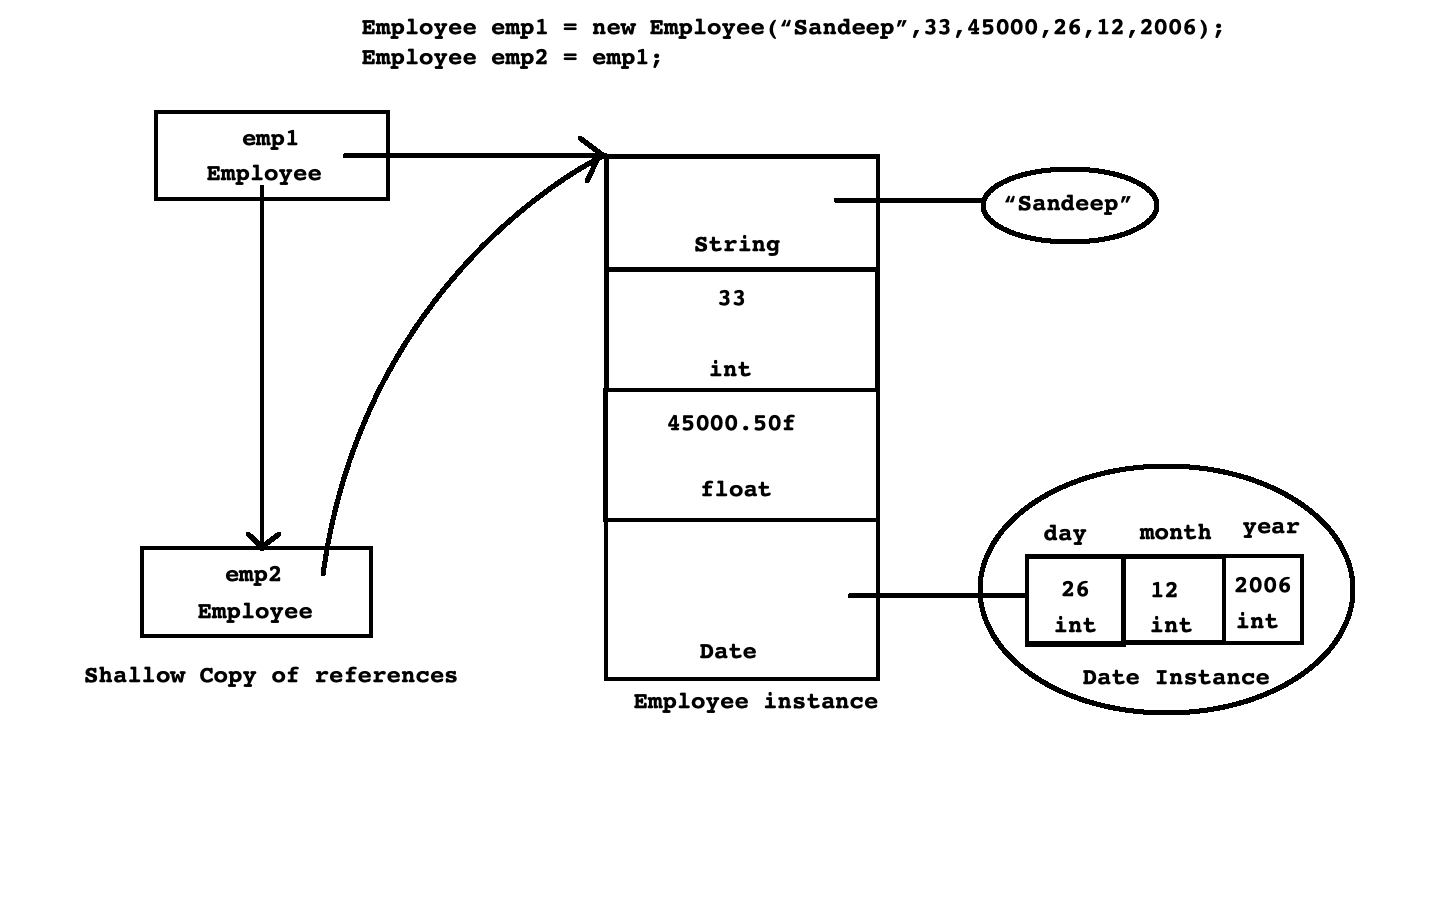 Employee emp1 = new Employee(“Sandeep”,33,45000,26,12,2006);
Employee emp2 = emp1;
emp1
Employee
“Sandeep”
String
33
int
45000.50f
float
day month year
26 12 2006
int int int
Date Instance
Date
Employee instance
emp2
Employee
Shallow Copy of references